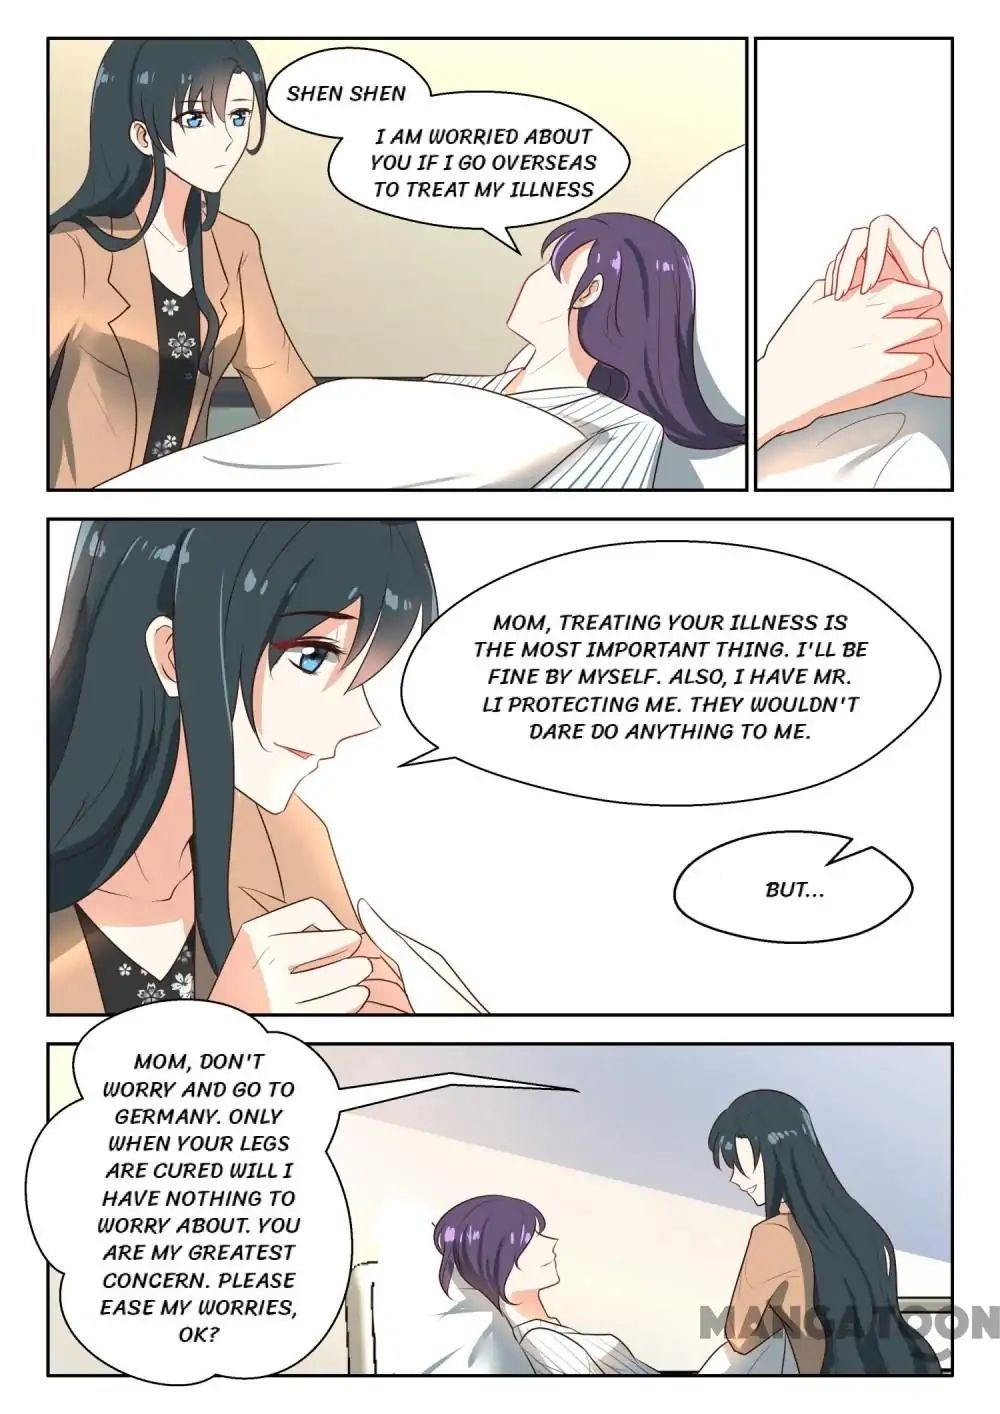 SHEN SHEN
I AM WORRIED ABOUT
YOU IF I GO OVERSEAS
TO TREAT MY ILLNESS
MOM, TREATING YOUR ILLNESS IS
THE MOST IMPORTANT THING. I'LL BE
FINE BY MYSELF. ALSO, I HAVE MR.
LI PROTECTING ME. THEY WOULDN'T
DARE DO ANYTHING TO ME.
BUT...
MOM, DON'T
WORRY AND GO TO
GERMANY. ONLY
WHEN YOUR LEGS
ARE CURED WILL I
HAVE NOTHING TO
WORRY ABOUT. YOU
ARE MY GREATEST
CONCERN. PLEASE
EASE MY WORRIES,
OK?
MANGATOON